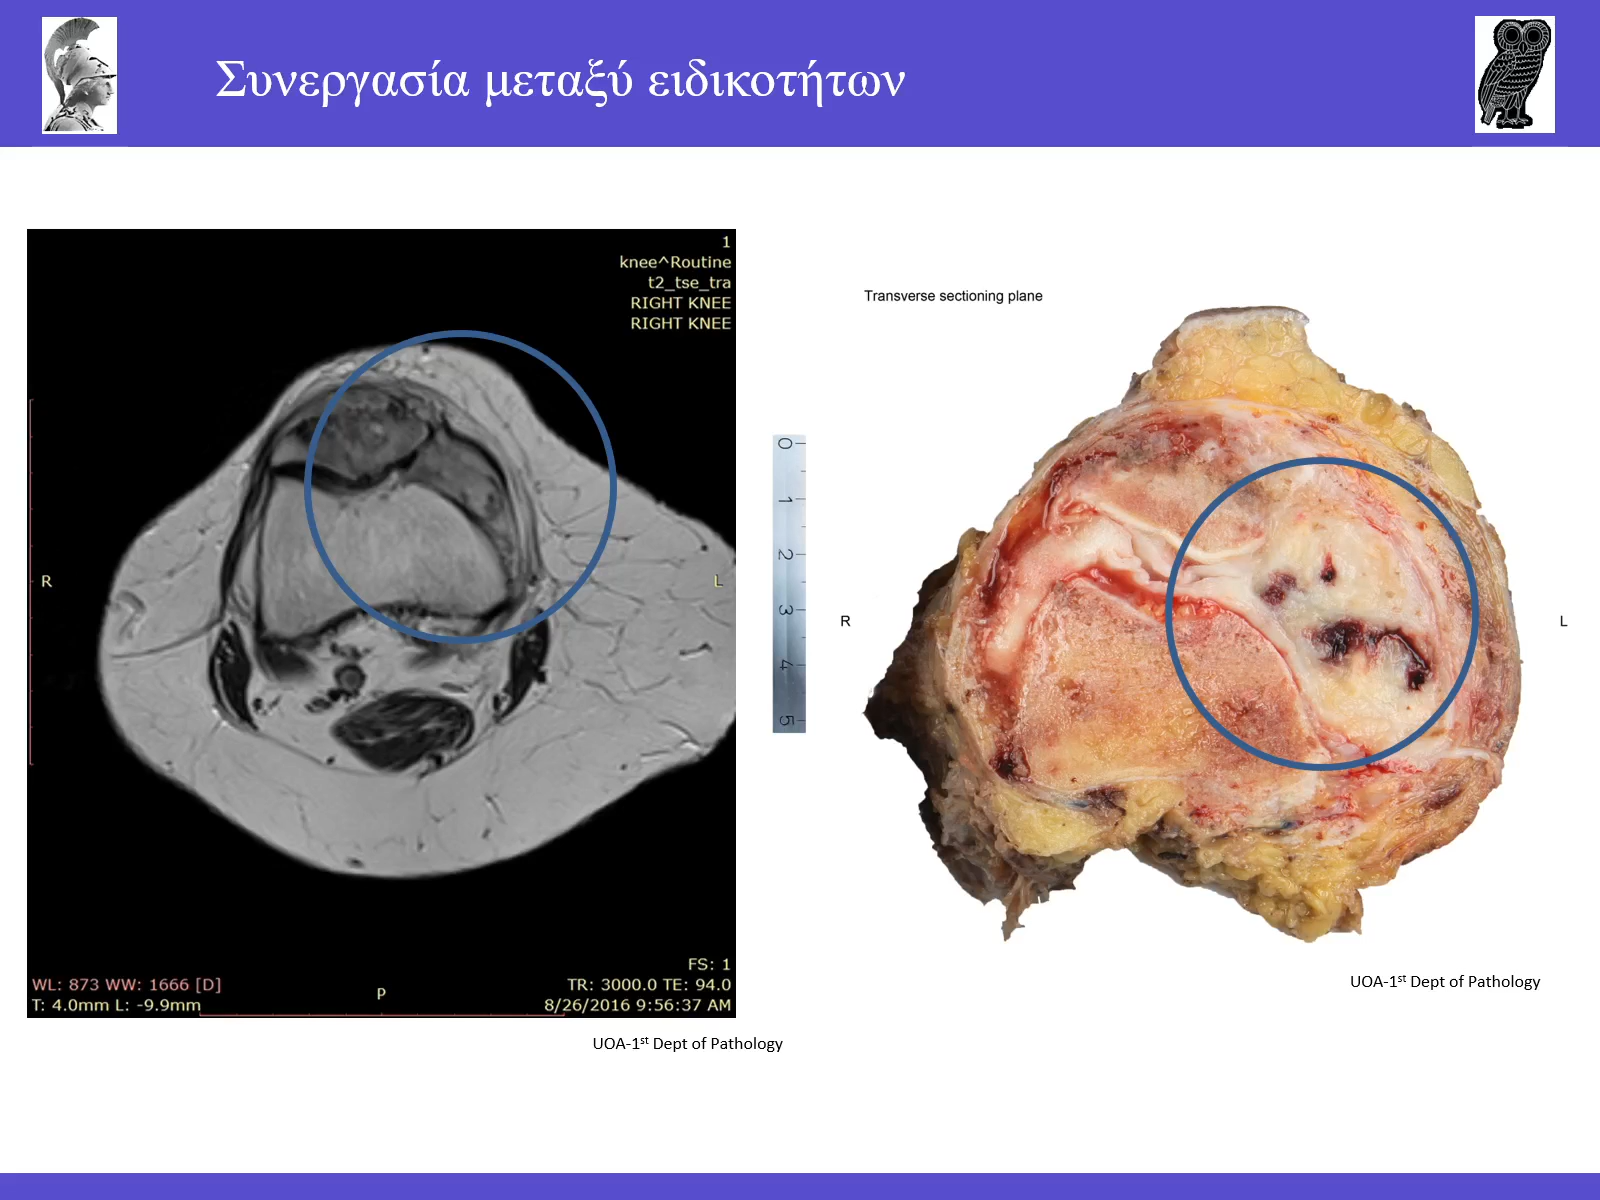 Συνεργασία μεταξύ ειδικοτήτων
1
knee^Routine
t2_tse_tra
RIGHT KNEE
RIGHT KNEE
R
L
FS: 1
WL: 873 WW: 1666 [D]
TR: 3000.0 TE: 94.0
P
T: 4.0mm L: -9.9mm
8/26/2016 9:56:37 AM
UOA-1st Dept of Pathology
Transverse sectioning plane
0
1
2
3
4
5
R
L
UOA-1st Dept of Pathology